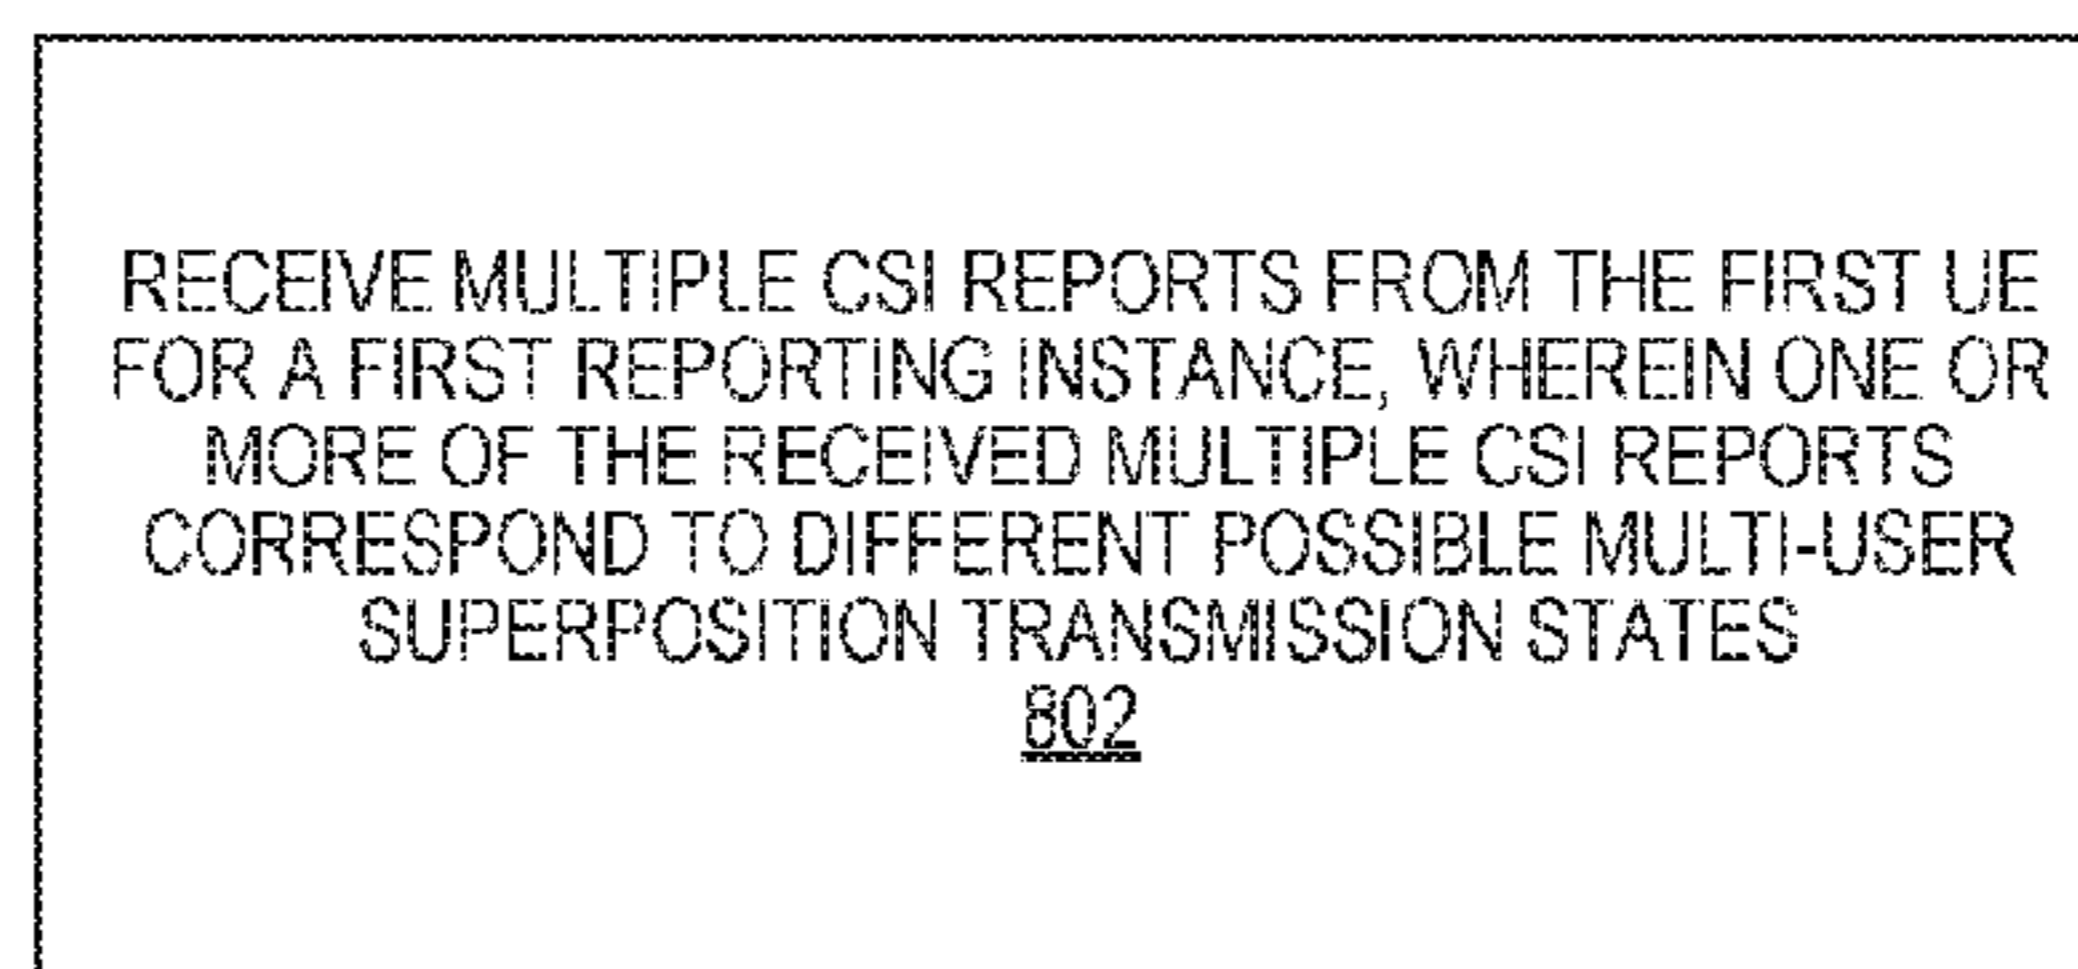 RECEIVE MULTIPLE CSI REPORTS FROM THE FIRST UE
FOR A FIRST REPORTING INSTANCE, WHEREIN ONE OR
MORE OF THE RECEIVED MULTIPLE CSI REPORTS
CORRESPOND TO DIFFERENT POSSIBLE MULTI-USER
SUPERPOSITION TRANSMISSION STATES
802